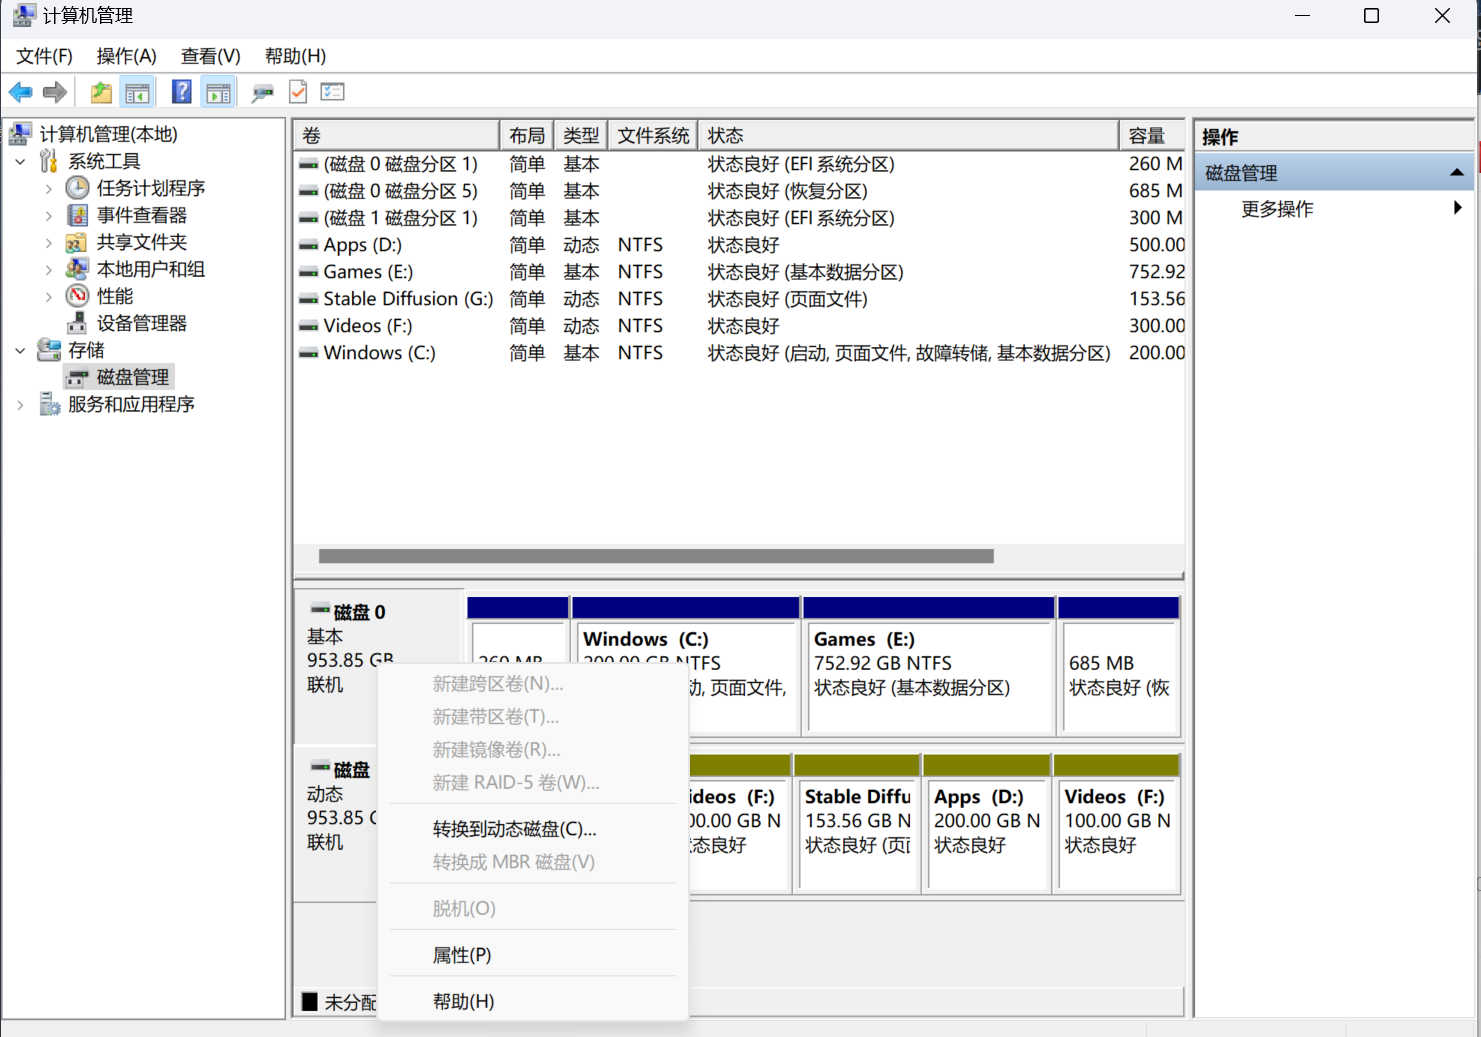 计算机管理
文件(F) 操作(A) 查看(V) 帮助(H)
计算机管理(本地)
系统工具
任务计划程序
事件查看器
共享文件夹
本地用户和组
性能
设备管理器
存储
磁盘管理
服务和应用程序
卷 布局 类型 文件系统 状态 容量
(磁盘 0 磁盘分区 1) 简单 基本 状态良好 (EFI 系统分区) 260 M
(磁盘 0 磁盘分区 5) 简单 基本 状态良好 (恢复分区) 685 M
(磁盘 1 磁盘分区 1) 简单 基本 状态良好 (EFI 系统分区) 300 M
Apps (D:) 简单 动态 NTFS 状态良好 500.00
Games (E:) 简单 基本 NTFS 状态良好 (基本数据分区) 752.92
Stable Diffusion (G:) 简单 动态 NTFS 状态良好 (页面文件) 153.56
Videos (F:) 简单 动态 NTFS 状态良好 300.00
Windows (C:) 简单 基本 NTFS 状态良好 (启动, 页面文件, 故障转储, 基本数据分区) 200.00
磁盘 0
基本
953.85 GB
联机
260 MB
Windows (C:)
200.00 GB NTFS
动, 页面文件,
Games (E:)
752.92 GB NTFS
状态良好 (基本数据分区)
685 MB
状态良好 (恢
磁盘
动态
953.85 G
联机
ideos (F:)
00.00 GB N
状态良好
Stable Diffu
153.56 GB N
状态良好 (页面
Apps (D:)
200.00 GB N
状态良好
Videos (F:)
100.00 GB N
状态良好
未分配
新建跨区卷(N)...
新建带区卷(T)...
新建镜像卷(R)...
新建 RAID-5 卷(W)...
转换到动态磁盘(C)...
转换成 MBR 磁盘(V)
脱机(O)
属性(P)
帮助(H)
操作
磁盘管理
更多操作